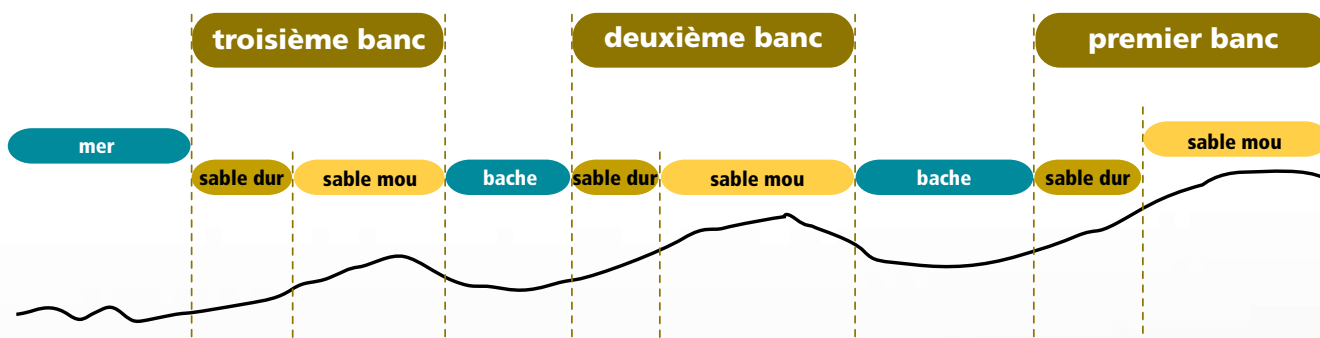 troisième banc
deuxième banc
premier banc
mer
sable mou
sable dur
sable mou
bache
sable dur
sable mou
bache
sable dur